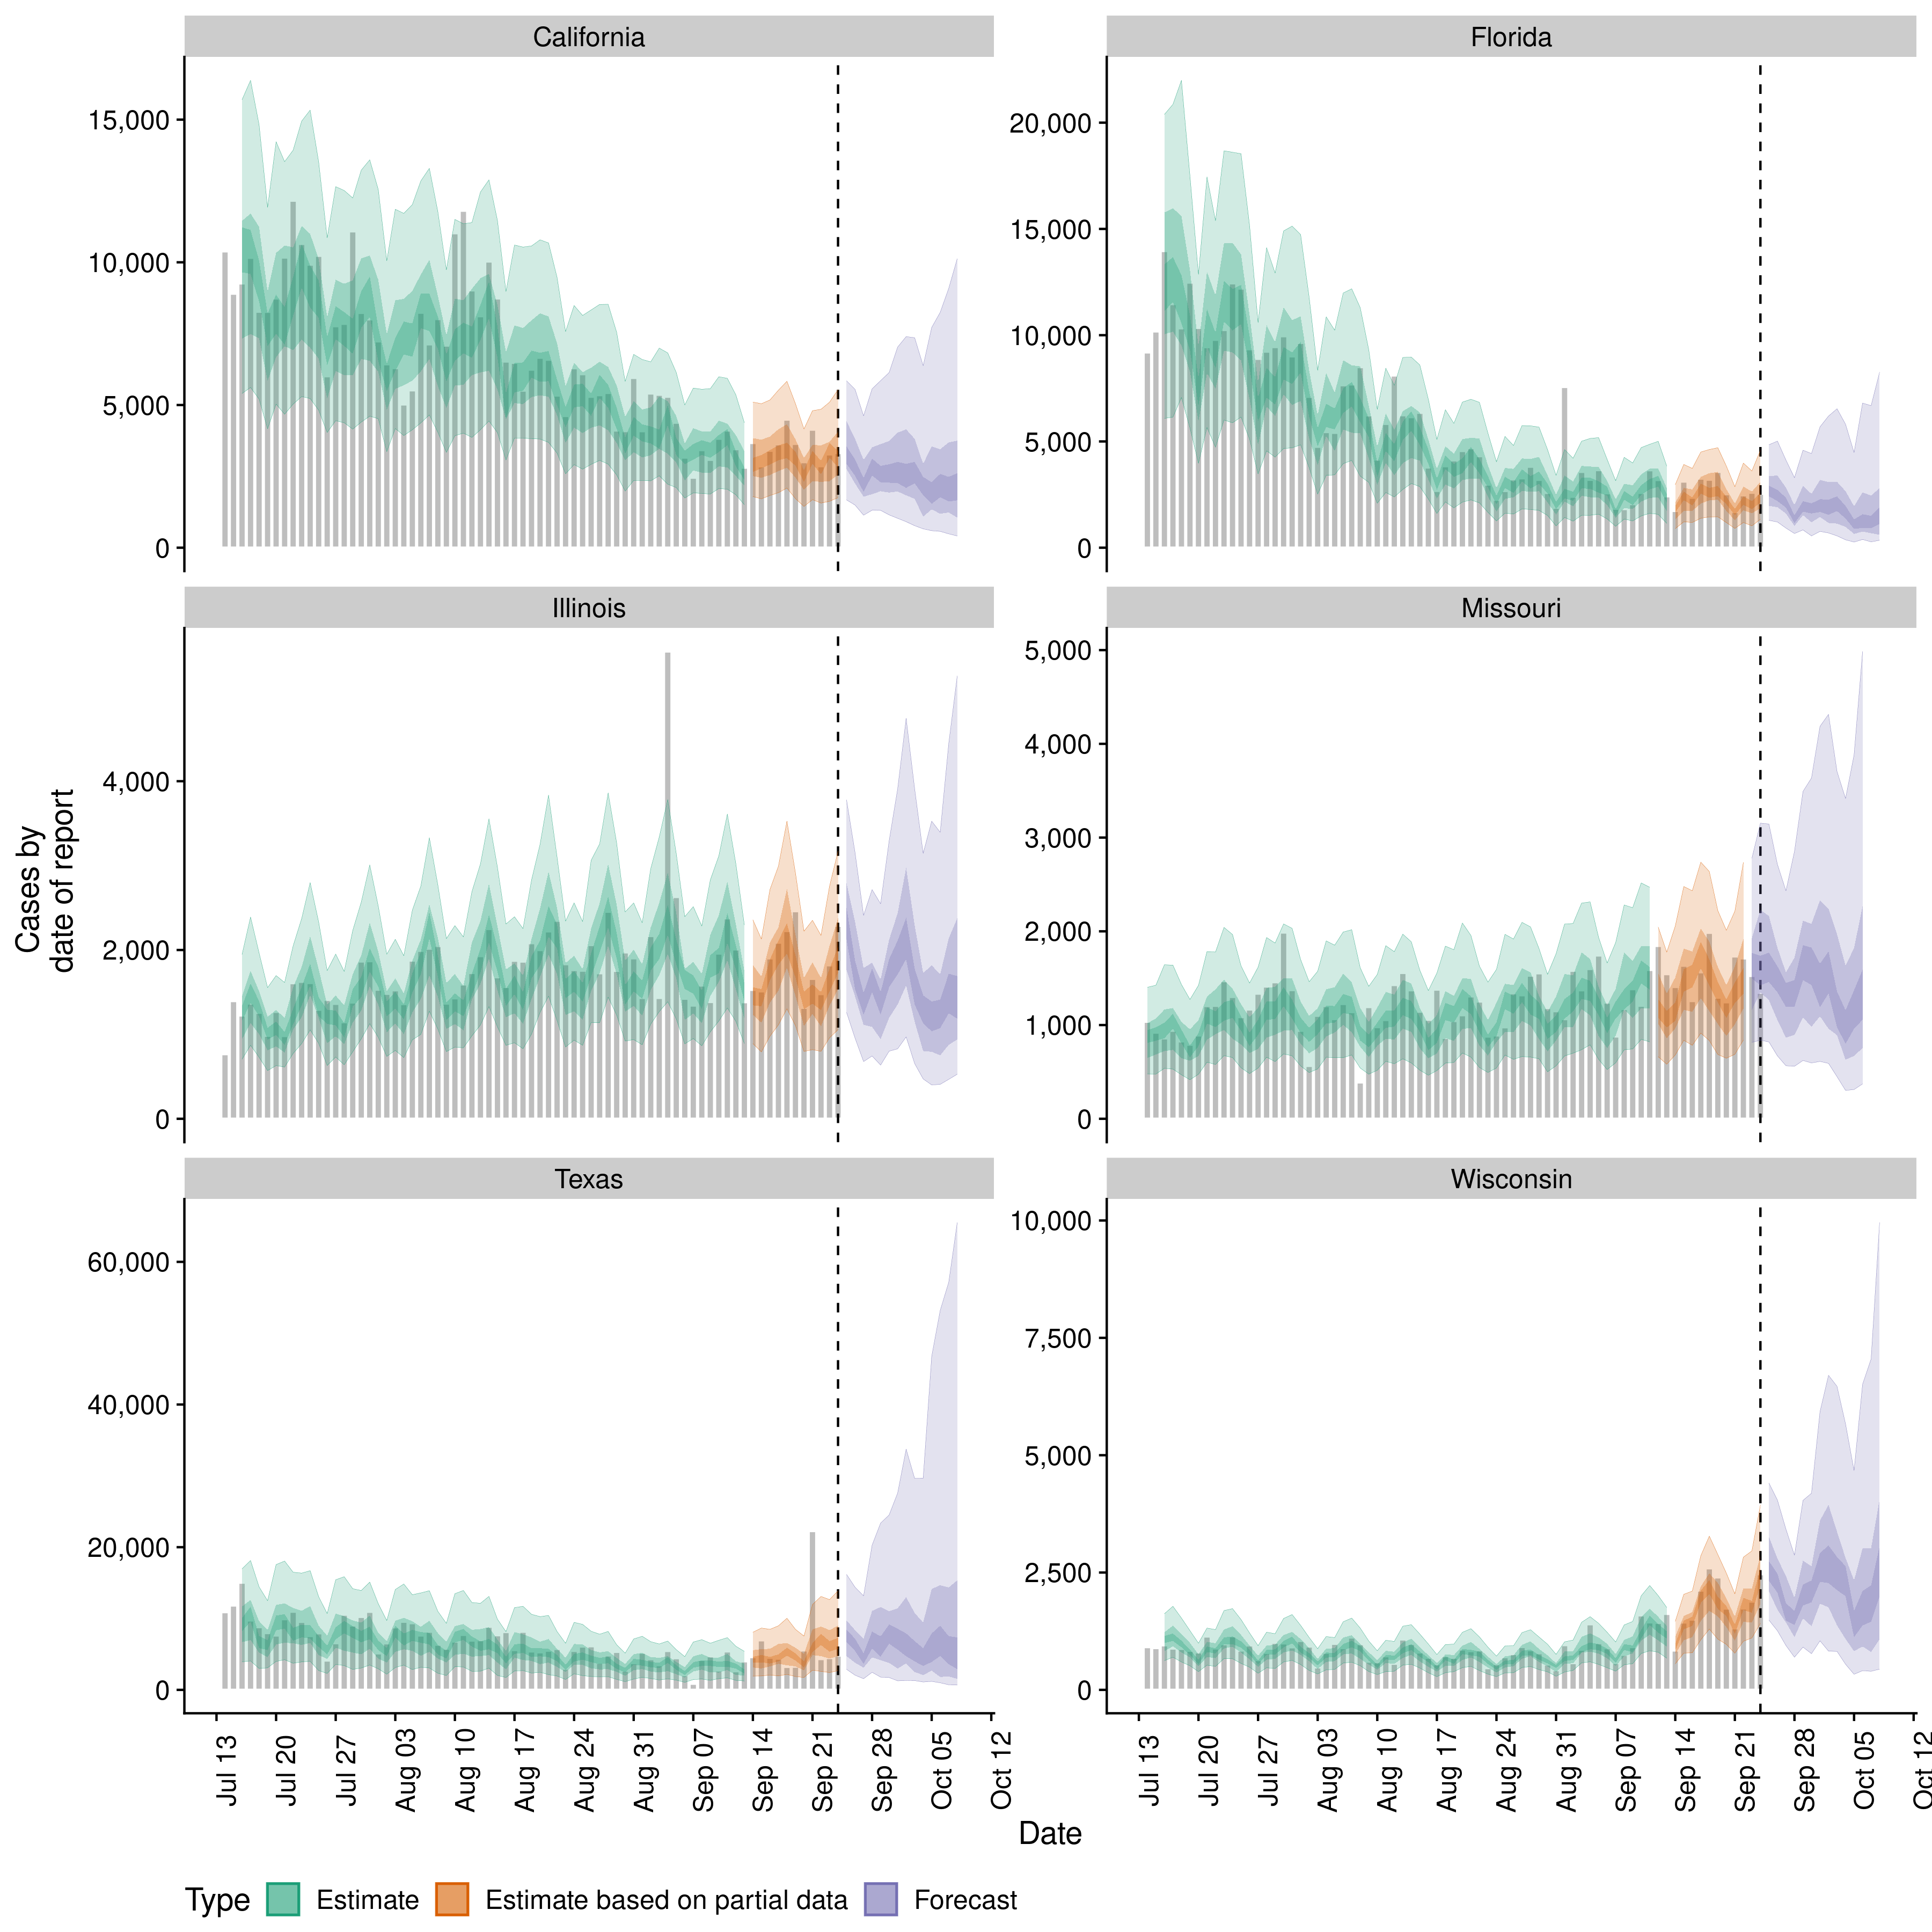 California
Florida
15,000
10,000
5,000
0
20,000
15,000
10,000
5,000
0
Illinois
Missouri
4,000
2,000
0
5,000
4,000
3,000
2,000
1,000
0
Cases by
date of report
Texas
Wisconsin
60,000
40,000
20,000
0
10,000
7,500
5,000
2,500
0
Jul 13
Jul 20
Jul 27
Aug 03
Aug 10
Aug 17
Aug 24
Aug 31
Sep 07
Sep 14
Sep 21
Sep 28
Oct 05
Oct 12
Jul 13
Jul 20
Jul 27
Aug 03
Aug 10
Aug 17
Aug 24
Aug 31
Sep 07
Sep 14
Sep 21
Sep 28
Oct 05
Oct 12
Date
Type Estimate Estimate based on partial data Forecast